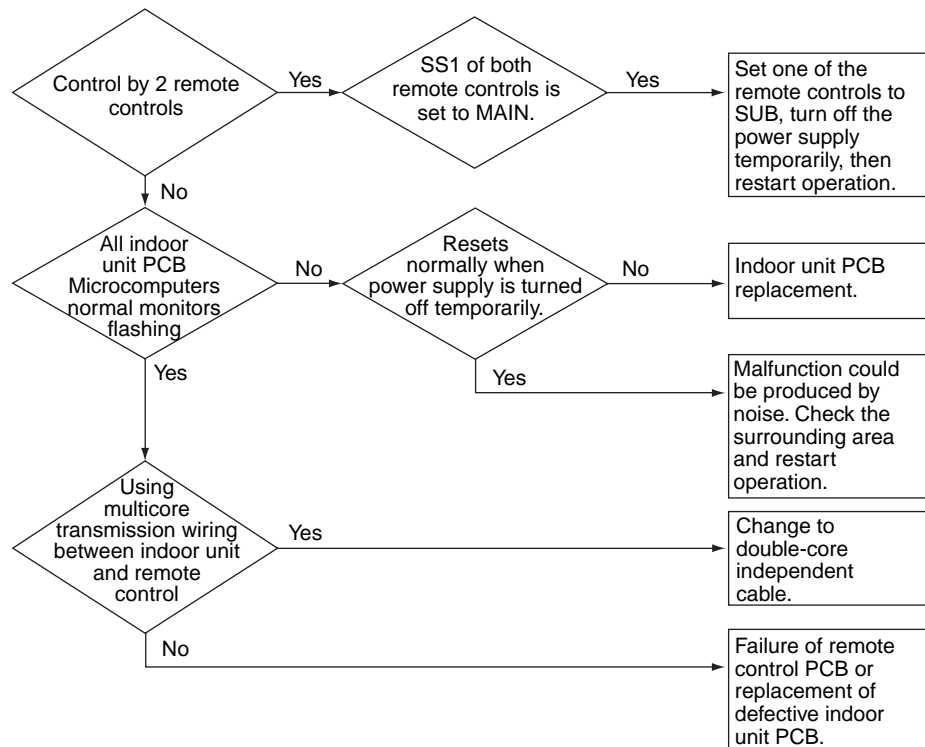 Control by 2 remote
controls
Yes
SS1 of both
remote controls is
set to MAIN.
Yes
Set one of the
remote controls to
SUB, turn off the
power supply
temporarily, then
restart operation.
No
All indoor
unit PCB
Microcomputers
normal monitors
flashing
No
Resets
normally when
power supply is turned
off temporarily.
No
Indoor unit PCB
replacement.
Yes
Yes
Malfunction could
be produced by
noise. Check the
surrounding area
and restart
operation.
Using
multicore
transmission wiring
between indoor unit
and remote
control
Yes
Change to
double-core
independent
cable.
No
Failure of remote
control PCB or
replacement of
defective indoor
unit PCB.